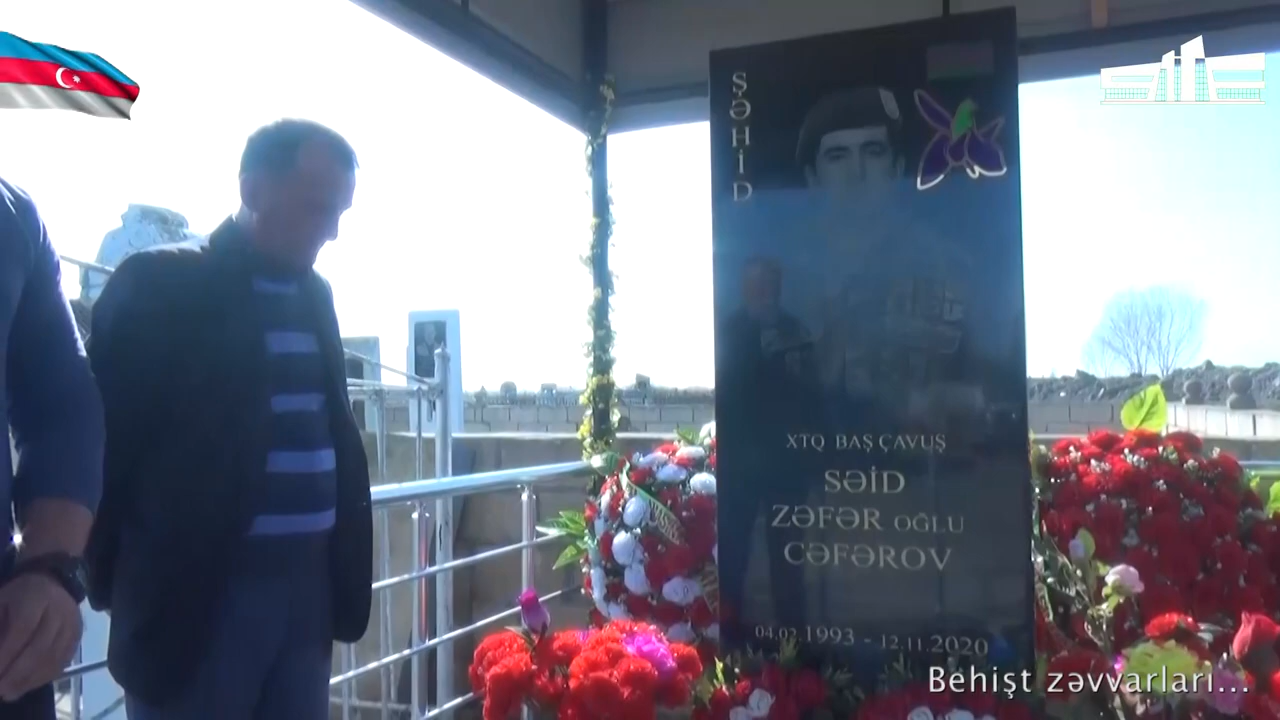 ŞƏHİD
XTQ BAŞ ÇAVUŞ
SƏİD
ZƏFƏR OĞLU
CƏFƏROV
04.02.1993 - 12.11.2020
Behişt zəvvarları...